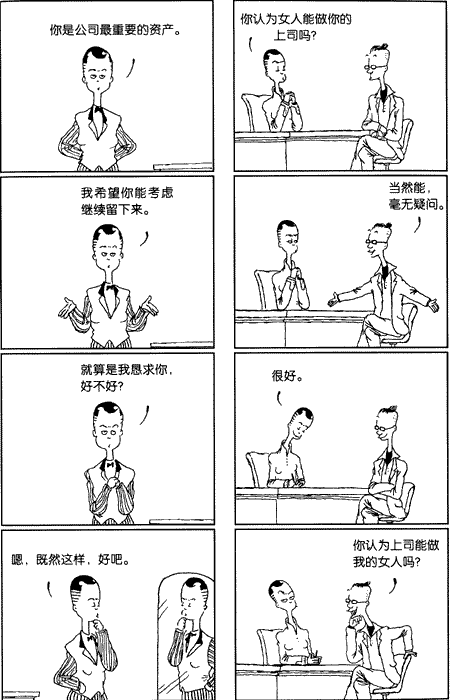 你是公司最重要的资产。
我希望你能考虑
继续留下来。
就算是我恳求你，
好不好？
嗯，既然这样，好吧。
你认为女人能做你的
上司吗？
当然能，
毫无疑问。
很好。
你认为上司能做
我的女人吗？